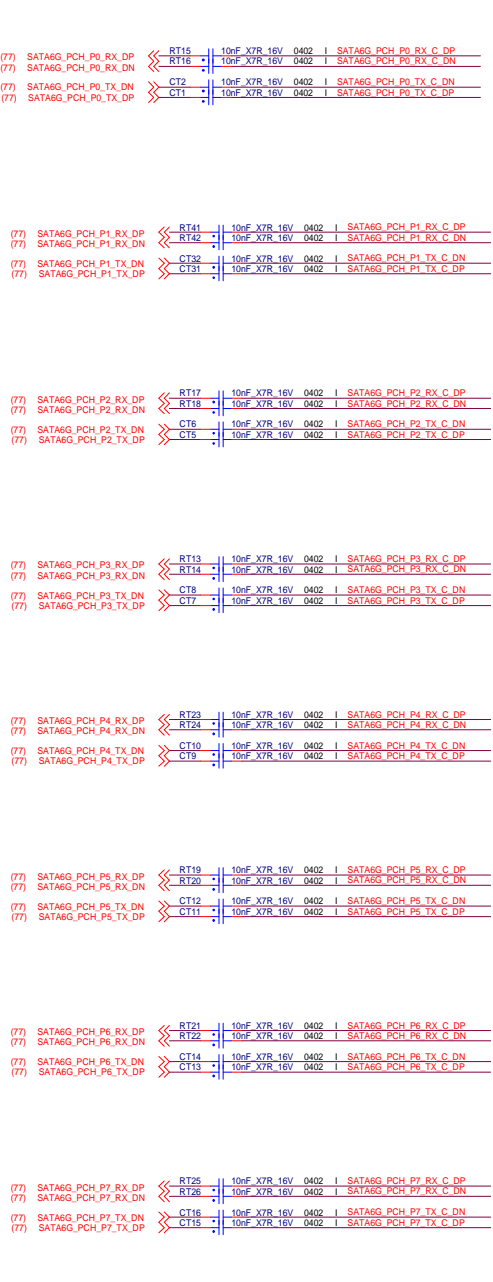 (77) SATA6G_PCH_P0_RX_DP RT15 10nF_X7R_16V 0402 I SATA6G_PCH_P0_RX_C_DP
(77) SATA6G_PCH_P0_RX_DN RT16 10nF_X7R_16V 0402 I SATA6G_PCH_P0_RX_C_DN
(77) SATA6G_PCH_P0_TX_DN CT2 10nF_X7R_16V 0402 I SATA6G_PCH_P0_TX_C_DN
(77) SATA6G_PCH_P0_TX_DP CT1 10nF_X7R_16V 0402 I SATA6G_PCH_P0_TX_C_DP
(77) SATA6G_PCH_P1_RX_DP RT41 10nF_X7R_16V 0402 I SATA6G_PCH_P1_RX_C_DP
(77) SATA6G_PCH_P1_RX_DN RT42 10nF_X7R_16V 0402 I SATA6G_PCH_P1_RX_C_DN
(77) SATA6G_PCH_P1_TX_DN CT32 10nF_X7R_16V 0402 I SATA6G_PCH_P1_TX_C_DN
(77) SATA6G_PCH_P1_TX_DP CT31 10nF_X7R_16V 0402 I SATA6G_PCH_P1_TX_C_DP
(77) SATA6G_PCH_P2_RX_DP RT17 10nF_X7R_16V 0402 I SATA6G_PCH_P2_RX_C_DP
(77) SATA6G_PCH_P2_RX_DN RT18 10nF_X7R_16V 0402 I SATA6G_PCH_P2_RX_C_DN
(77) SATA6G_PCH_P2_TX_DN CT6 10nF_X7R_16V 0402 I SATA6G_PCH_P2_TX_C_DN
(77) SATA6G_PCH_P2_TX_DP CT5 10nF_X7R_16V 0402 I SATA6G_PCH_P2_TX_C_DP
(77) SATA6G_PCH_P3_RX_DP RT13 10nF_X7R_16V 0402 I SATA6G_PCH_P3_RX_C_DP
(77) SATA6G_PCH_P3_RX_DN RT14 10nF_X7R_16V 0402 I SATA6G_PCH_P3_RX_C_DN
(77) SATA6G_PCH_P3_TX_DN CT8 10nF_X7R_16V 0402 I SATA6G_PCH_P3_TX_C_DN
(77) SATA6G_PCH_P3_TX_DP CT7 10nF_X7R_16V 0402 I SATA6G_PCH_P3_TX_C_DP
(77) SATA6G_PCH_P4_RX_DP RT23 10nF_X7R_16V 0402 I SATA6G_PCH_P4_RX_C_DP
(77) SATA6G_PCH_P4_RX_DN RT24 10nF_X7R_16V 0402 I SATA6G_PCH_P4_RX_C_DN
(77) SATA6G_PCH_P4_TX_DN CT10 10nF_X7R_16V 0402 I SATA6G_PCH_P4_TX_C_DN
(77) SATA6G_PCH_P4_TX_DP CT9 10nF_X7R_16V 0402 I SATA6G_PCH_P4_TX_C_DP
(77) SATA6G_PCH_P5_RX_DP RT19 10nF_X7R_16V 0402 I SATA6G_PCH_P5_RX_C_DP
(77) SATA6G_PCH_P5_RX_DN RT20 10nF_X7R_16V 0402 I SATA6G_PCH_P5_RX_C_DN
(77) SATA6G_PCH_P5_TX_DN CT12 10nF_X7R_16V 0402 I SATA6G_PCH_P5_TX_C_DN
(77) SATA6G_PCH_P5_TX_DP CT11 10nF_X7R_16V 0402 I SATA6G_PCH_P5_TX_C_DP
(77) SATA6G_PCH_P6_RX_DP RT21 10nF_X7R_16V 0402 I SATA6G_PCH_P6_RX_C_DP
(77) SATA6G_PCH_P6_RX_DN RT22 10nF_X7R_16V 0402 I SATA6G_PCH_P6_RX_C_DN
(77) SATA6G_PCH_P6_TX_DN CT14 10nF_X7R_16V 0402 I SATA6G_PCH_P6_TX_C_DN
(77) SATA6G_PCH_P6_TX_DP CT13 10nF_X7R_16V 0402 I SATA6G_PCH_P6_TX_C_DP
(77) SATA6G_PCH_P7_RX_DP RT25 10nF_X7R_16V 0402 I SATA6G_PCH_P7_RX_C_DP
(77) SATA6G_PCH_P7_RX_DN RT26 10nF_X7R_16V 0402 I SATA6G_PCH_P7_RX_C_DN
(77) SATA6G_PCH_P7_TX_DN CT16 10nF_X7R_16V 0402 I SATA6G_PCH_P7_TX_C_DN
(77) SATA6G_PCH_P7_TX_DP CT15 10nF_X7R_16V 0402 I SATA6G_PCH_P7_TX_C_DP